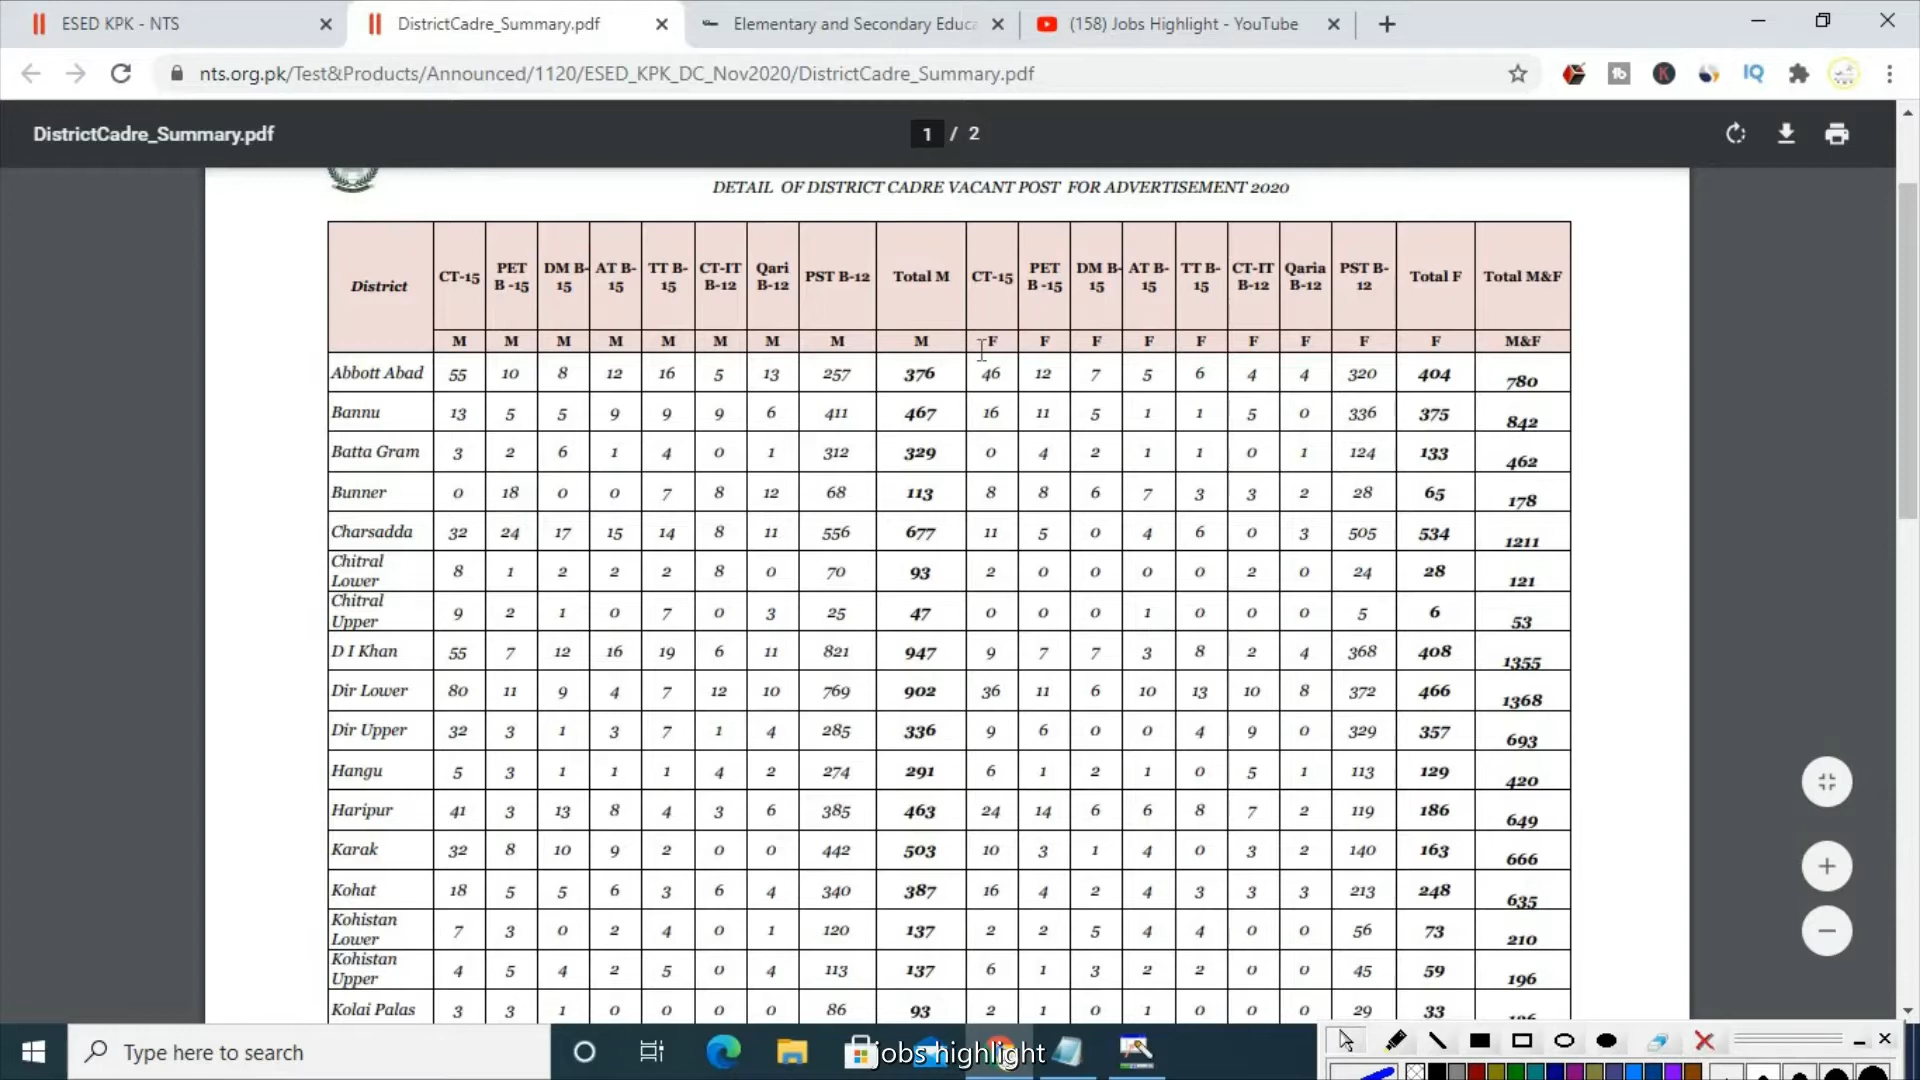 ESED KPK - NTS
DistrictCadre_Summary.pdf
Elementary and Secondary Educa
(158) Jobs Highlight - YouTube
nts.org.pk/Test&Products/Announced/1120/ESED_KPK_DC_Nov2020/DistrictCadre_Summary.pdf
DistrictCadre_Summary.pdf
1 / 2
DETAIL OF DISTRICT CADRE VACANT POST FOR ADVERTISEMENT 2020
District CT-15 PET B -15 DM B-15 AT B-15 TT B-15 CT-IT B-12 Qari B-12 PST B-12 Total M CT-15 PET B -15 DM B-15 AT B-15 TT B-15 CT-IT B-12 Qaria B-12 PST B-12 Total F Total M&F
M M M M M M M M M F F F F F F F F F M&F
Abbott Abad 55 10 8 12 16 5 13 257 376 46 12 7 5 6 4 4 320 404 780
Bannu 13 5 5 9 9 9 6 411 467 16 11 5 1 1 5 0 336 375 842
Batta Gram 3 2 6 1 4 0 1 312 329 0 4 2 1 1 0 1 124 133 462
Bunner 0 18 0 0 7 8 12 68 113 8 8 6 7 3 3 2 28 65 178
Charsadda 32 24 17 15 14 8 11 556 677 11 5 0 4 6 0 3 505 534 1211
Chitral Lower 8 1 2 2 2 8 0 70 93 2 0 0 0 0 2 0 24 28 121
Chitral Upper 9 2 1 0 7 0 3 25 47 0 0 0 1 0 0 0 5 6 53
D I Khan 55 7 12 16 19 6 11 821 947 9 7 7 3 8 2 4 368 408 1355
Dir Lower 80 11 9 4 7 12 10 769 902 36 11 6 10 13 10 8 372 466 1368
Dir Upper 32 3 1 3 7 1 4 285 336 9 6 0 0 4 9 0 329 357 693
Hangu 5 3 1 1 1 4 2 274 291 6 1 2 1 0 5 1 113 129 420
Haripur 41 3 13 8 4 3 6 385 463 24 14 6 6 8 7 2 119 186 649
Karak 32 8 10 9 2 0 0 442 503 10 3 1 4 0 3 2 140 163 666
Kohat 18 5 5 6 3 6 4 340 387 16 4 2 4 3 3 3 213 248 635
Kohistan Lower 7 3 0 2 4 0 1 120 137 2 2 5 4 4 0 0 56 73 210
Kohistan Upper 4 5 4 2 5 0 4 113 137 6 1 3 2 2 0 0 45 59 196
Kolai Palas 3 3 1 0 0 0 0 86 93 2 1 0 1 0 0 0 29 33
Type here to search
jobs highlight